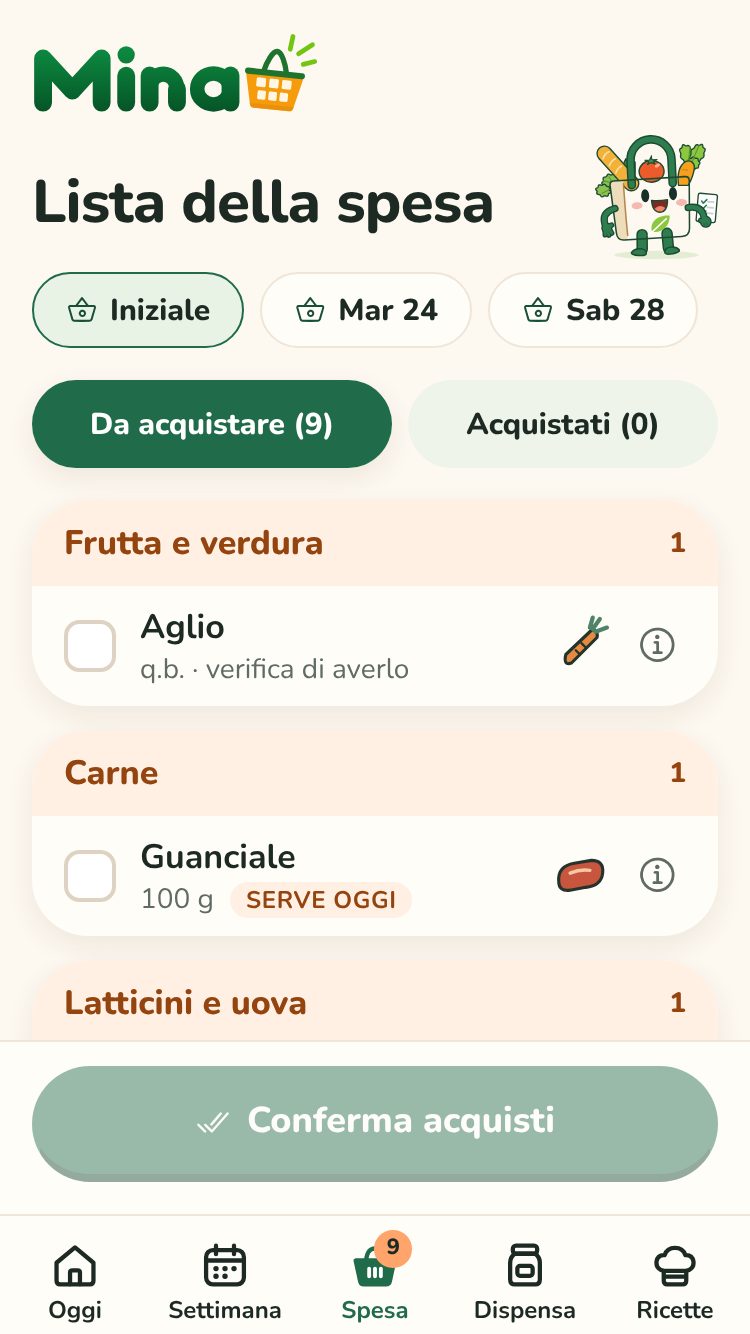 Mina
Lista della spesa
Iniziale
Mar 24
Sab 28
Da acquistare (9)
Acquistati (0)
Frutta e verdura
1
Aglio
q.b. · verifica di averlo
Carne
1
Guanciale
100 g
SERVE OGGI
Latticini e uova
1
Conferma acquisti
9
Oggi
Settimana
Spesa
Dispensa
Ricette